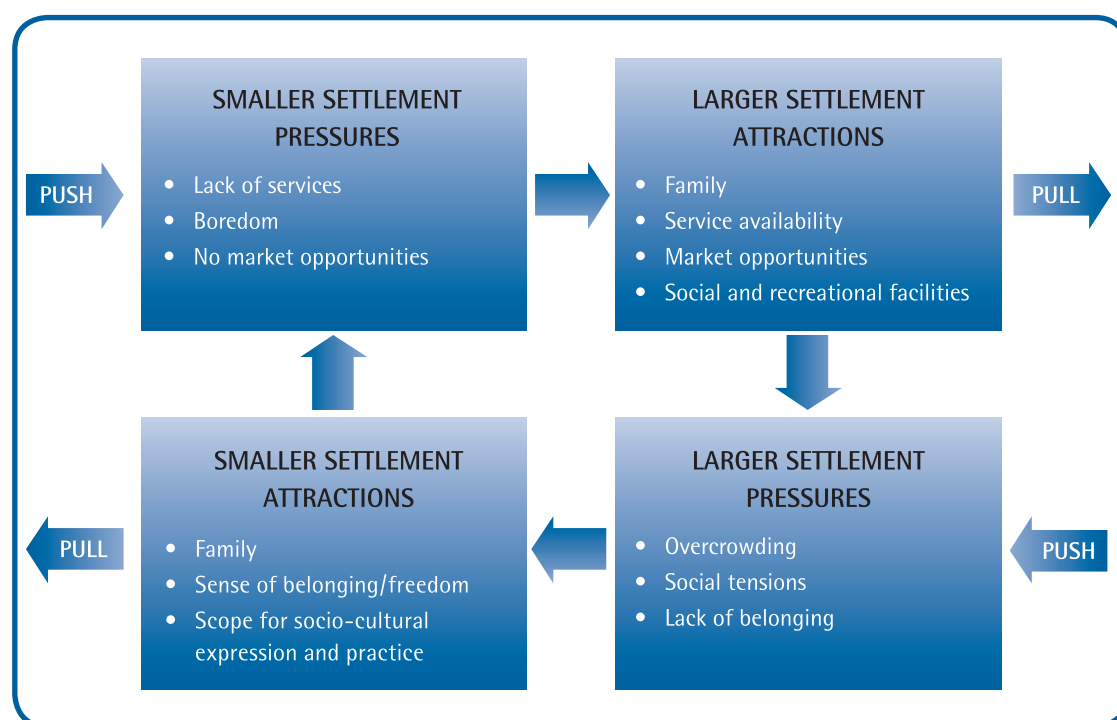 SMALLER SETTLEMENT
PRESSURES
• Lack of services
• Boredom
• No market opportunities
LARGER SETTLEMENT
ATTRACTIONS
• Family
• Service availability
• Market opportunities
• Social and recreational facilities
PUSH
PULL
SMALLER SETTLEMENT
ATTRACTIONS
• Family
• Sense of belonging/freedom
• Scope for socio-cultural
expression and practice
LARGER SETTLEMENT
PRESSURES
• Overcrowding
• Social tensions
• Lack of belonging
PULL
PUSH